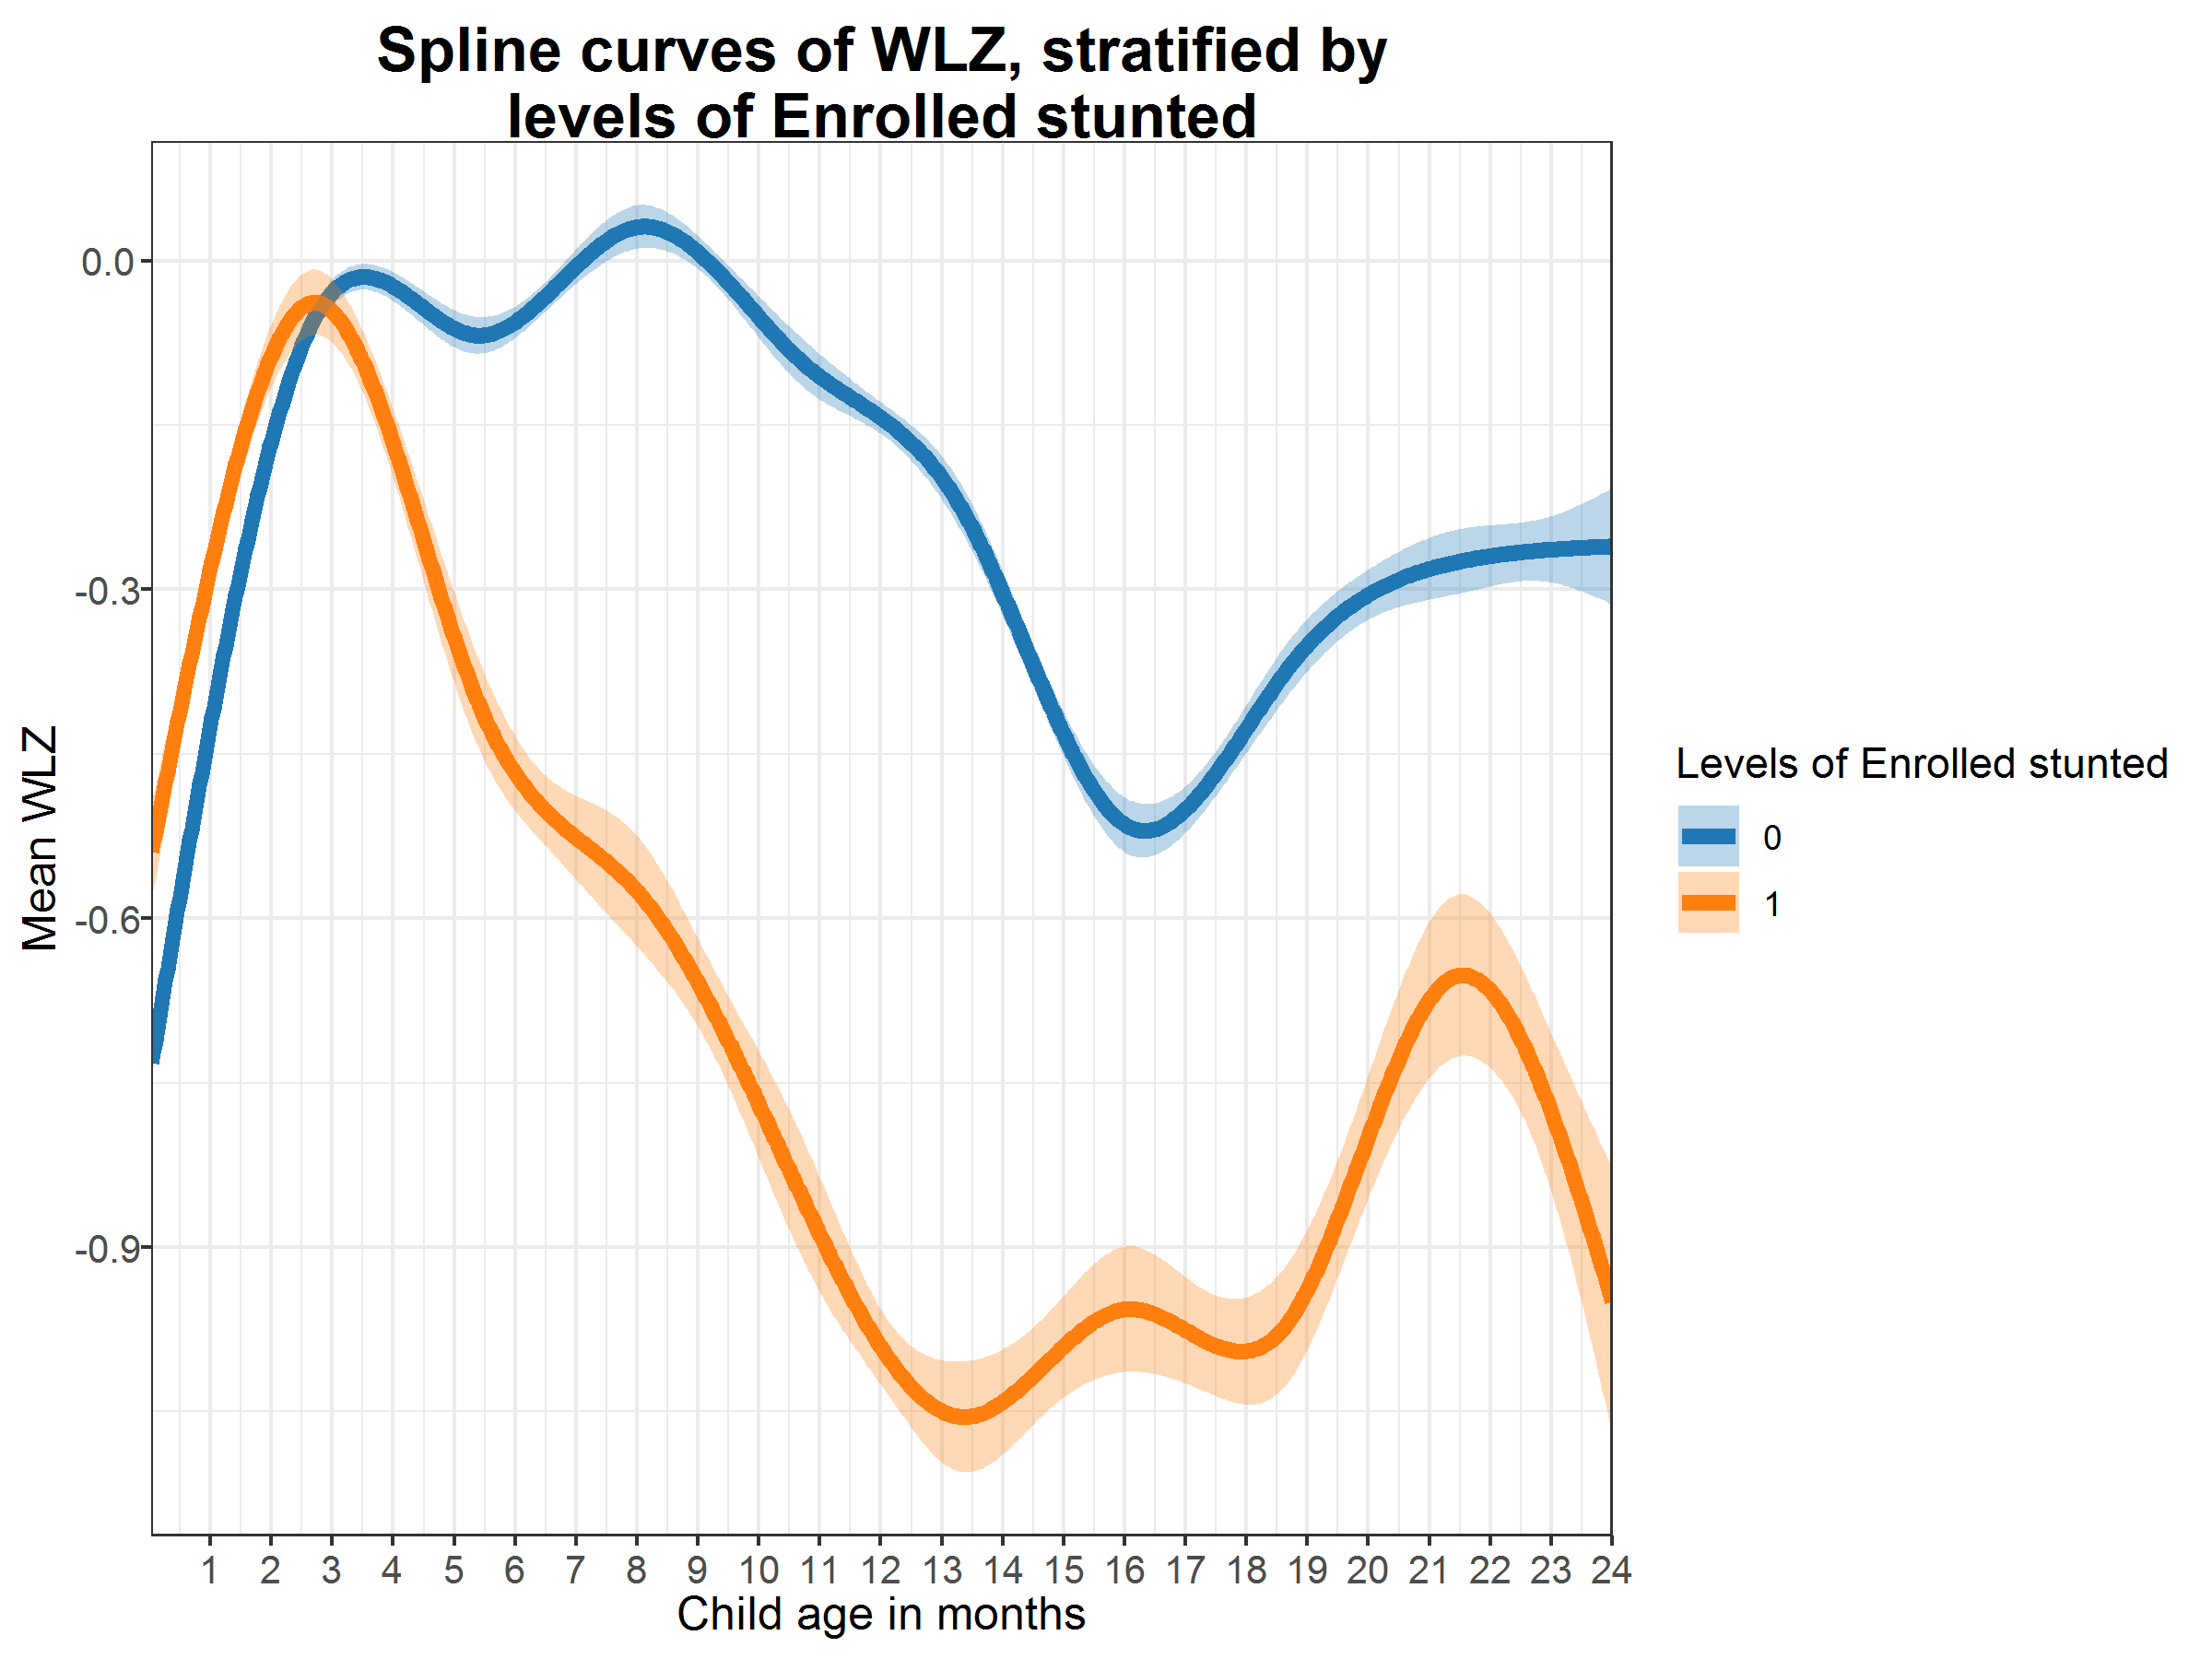 Spline curves of WLZ, stratified by
levels of Enrolled stunted
0.0
-0.3
-0.6
-0.9
Mean WLZ
1 2 3 4 5 6 7 8 9 10 11 12 13 14 15 16 17 18 19 20 21 22 23 24
Child age in months
Levels of Enrolled stunted
0
1